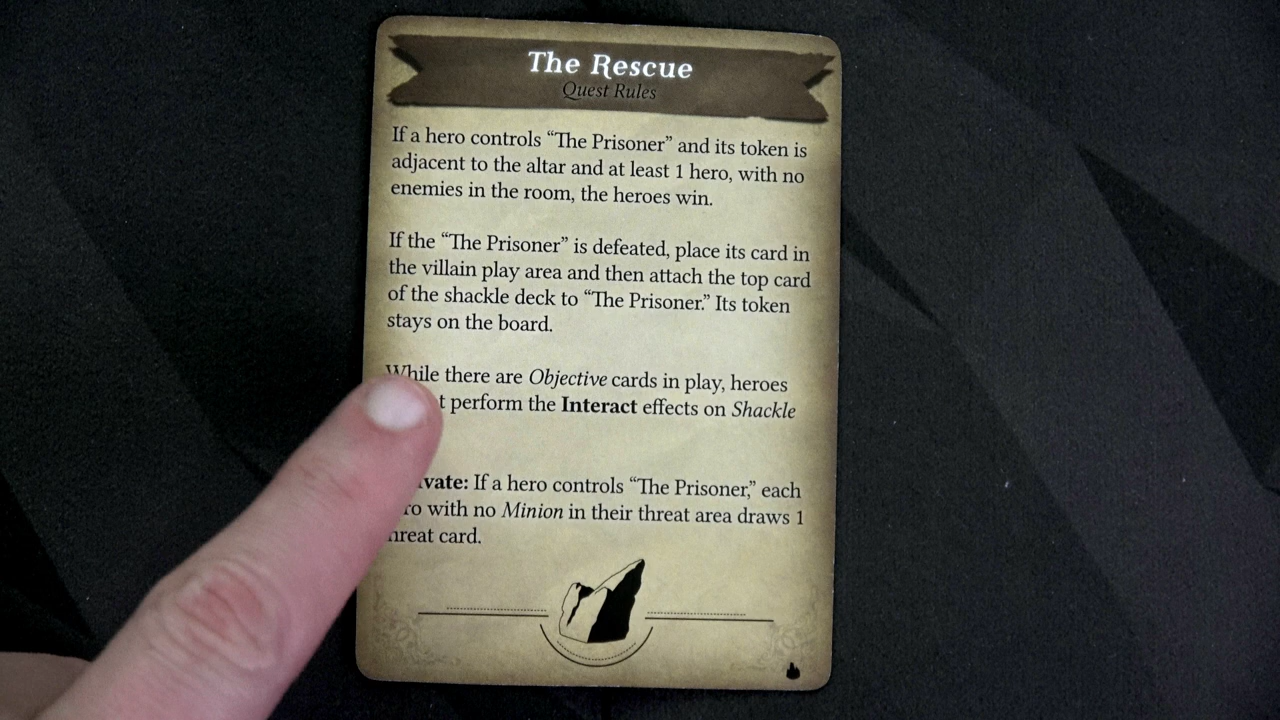 The Rescue
Quest Rules
If a hero controls “The Prisoner” and its token is
adjacent to the altar and at least 1 hero, with no
enemies in the room, the heroes win.
If the “The Prisoner” is defeated, place its card in
the villain play area and then attach the top card
of the shackle deck to “The Prisoner.” Its token
stays on the board.
While there are Objective cards in play, heroes
perform the Interact effects on Shackle
If a hero controls “The Prisoner,” each
with no Minion in their threat area draws 1
threat card.